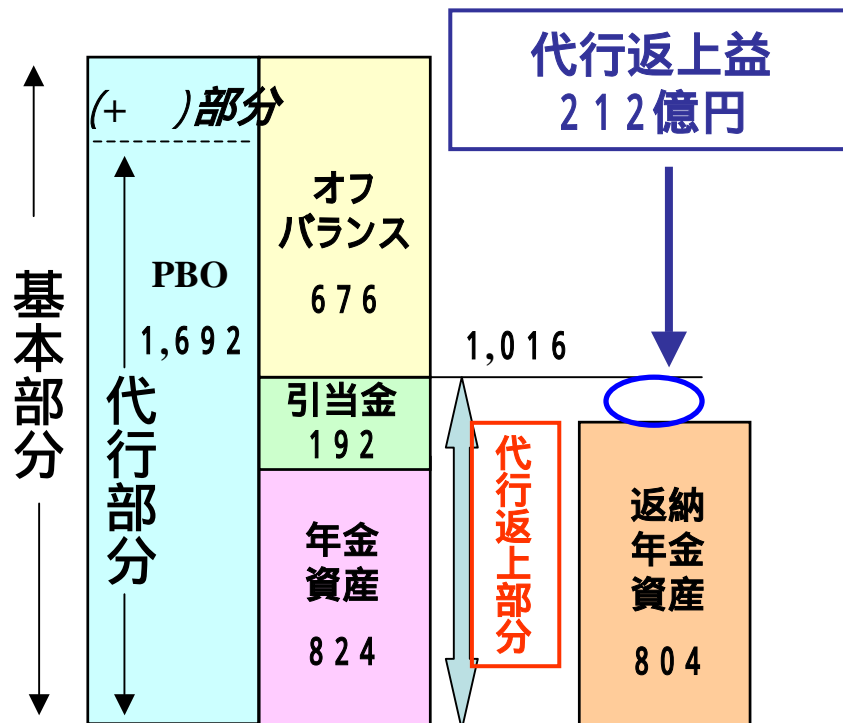 代行返上益
212億円
(+ )部分
オフ
バランス
676
PBO
1,692
1,016
基本部分
代行部分
引当金
192
代行返上部分
年金
資産
824
返納
年金
資産
804